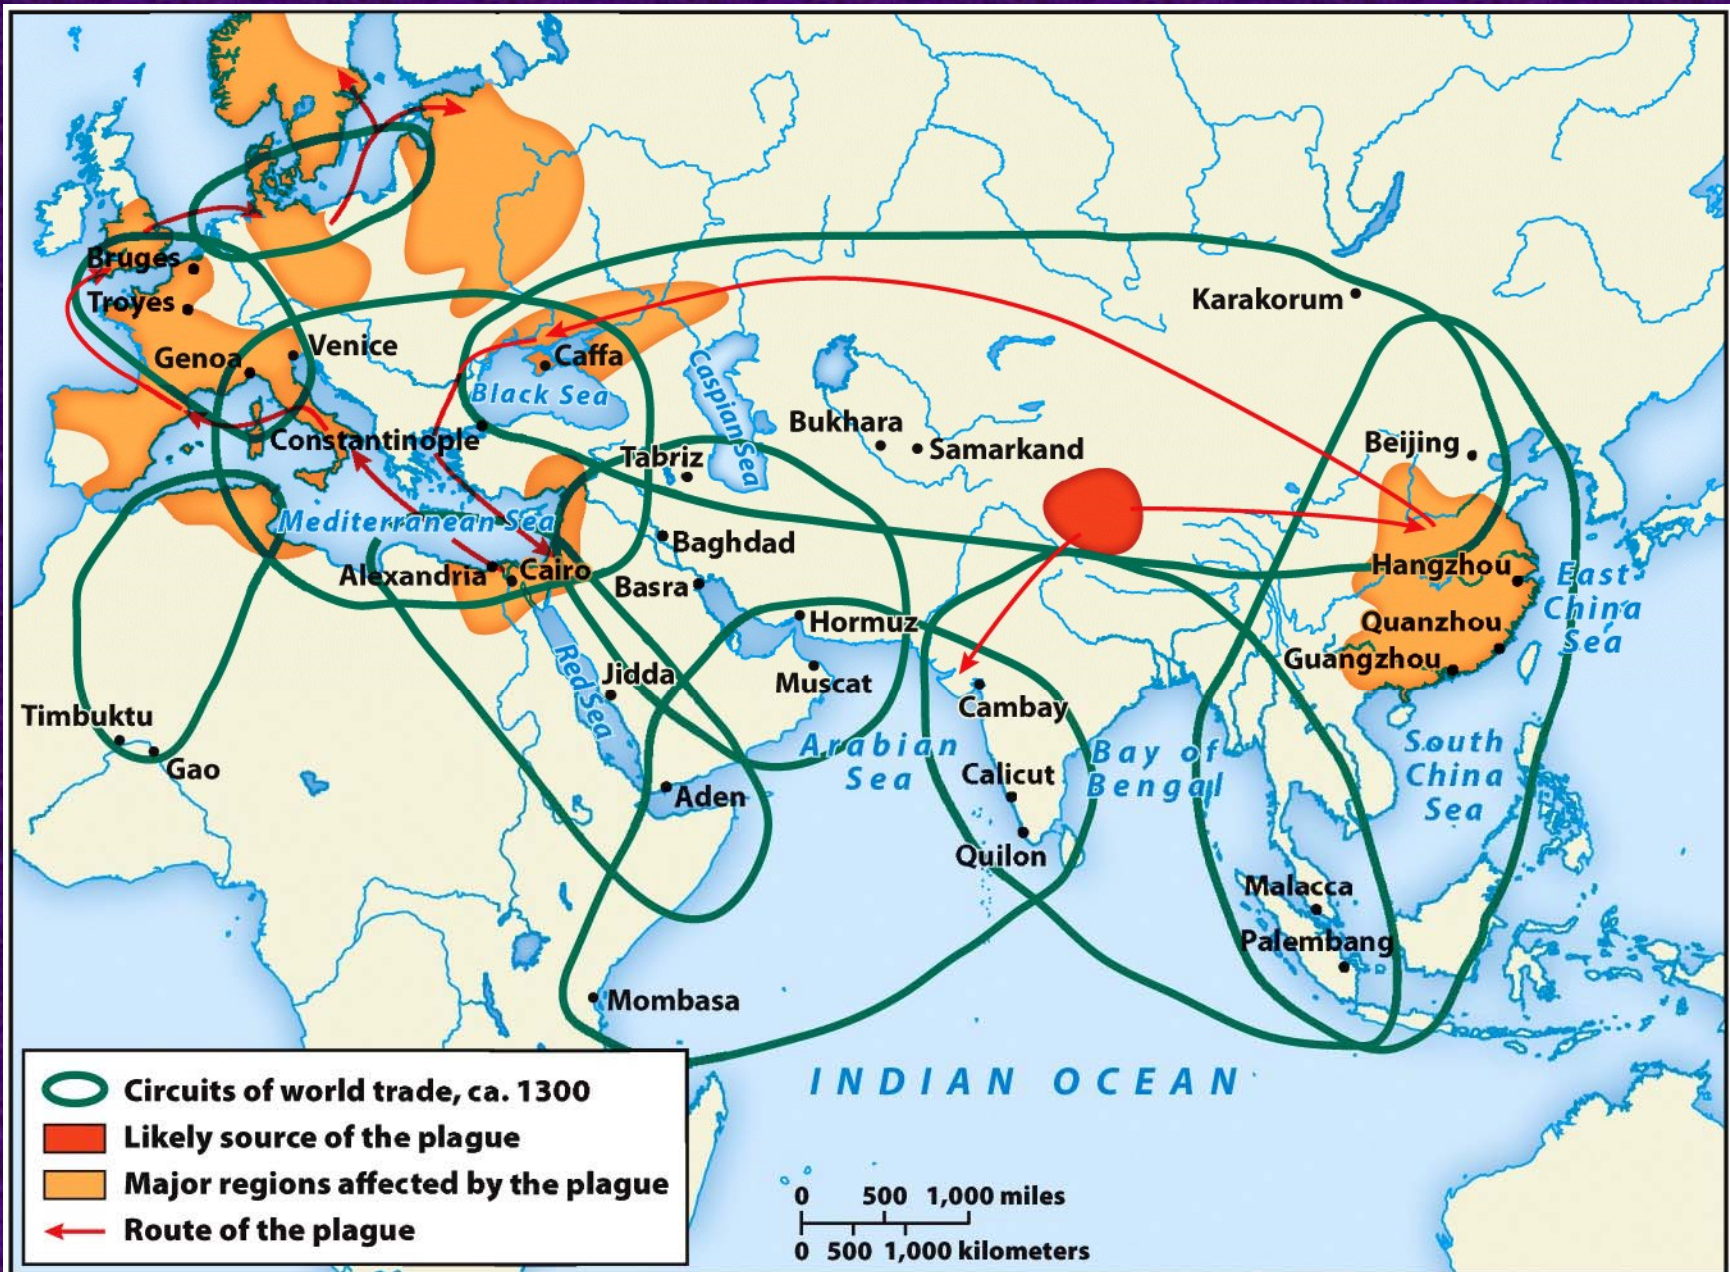 Bruges
Troyes
Genoa
Venice
Caffa
Black Sea
Caspian Sea
Karakorum
Constantinople
Tabriz
Bukhara
Samarkand
Beijing
Mediterranean Sea
Baghdad
Alexandria
Cairo
Basra
Hangzhou
East
China
Sea
Hormuz
Quanzhou
Guangzhou
Red Sea
Jidda
Muscat
Cambay
Timbuktu
Gao
Arabian
Sea
Bay of
Bengal
South
China
Sea
Aden
Calicut
Quilon
Malacca
Palembang
Mombasa
INDIAN OCEAN
Circuits of world trade, ca. 1300
Likely source of the plague
Major regions affected by the plague
Route of the plague
0 500 1,000 miles
0 500 1,000 kilometers